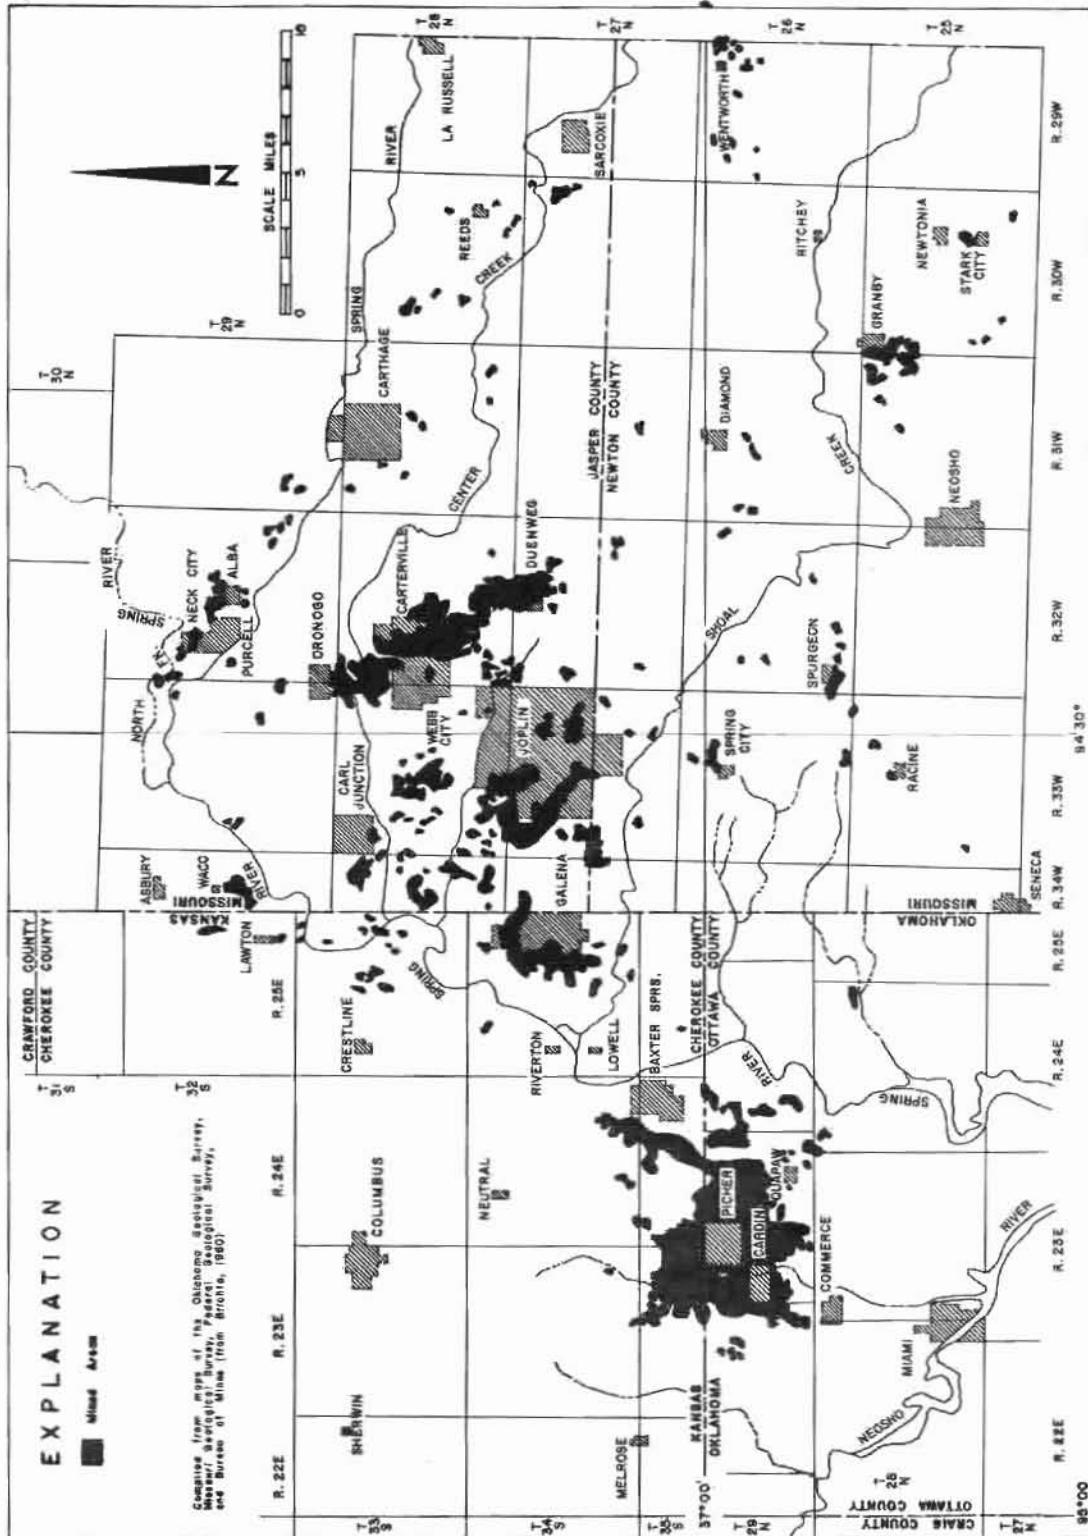 EXPLANATION
Mined Areas
Compiled from maps of the Oklahoma Geological Survey,
Missouri Geological Survey, Federal Geological Survey,
and Bureau of Mines (from Brichta, 1960)
CRAWFORD COUNTY
CHEROKEE COUNTY
T
31
S
T
32
S
T
30
N
T
29
N
N
SCALE MILES
0
5
10
R. 22E
R. 23E
R. 24E
R. 25E
SHERWIN
COLUMBUS
CRESTLINE
LAWTON
ASBURY
WACO
KANSAS
MISSOURI
RIVER
NORTH
SPRING
RIVER
NECK CITY
ALBA
PURCELL
ORONOGO
CARL
JUNCTION
CARTERVILLE
WEBB
CITY
CARTHAGE
SPRING
RIVER
LA RUSSELL
T
28
N
T
33
S
NEUTRAL
SPRING
RIVERTON
LOWELL
GALENA
JOPLIN
DUENWEG
CENTER
CREEK
REEDS
SARCOXIE
T
27
N
JASPER COUNTY
NEWTON COUNTY
T
34
S
MELROSE
BAXTER SPRS.
T
35
S
37°00'
KANSAS
OKLAHOMA
CHEROKEE COUNTY
OTTAWA COUNTY
T
29
N
PICHER
CARDIN
QUAPAW
COMMERCE
RIVER
SPRING
SHOAL
CREEK
SPRING
CITY
SPURGEON
RACINE
DIAMOND
WENTWORTH
T
26
N
RITCHEY
GRANBY
NEWTONIA
STARK
CITY
NEOSHO
T
25
N
T
28
N
MIAMI
NEOSHO
RIVER
OKLAHOMA
MISSOURI
SENECA
CRAIG COUNTY
OTTAWA COUNTY
T
27
N
R. 22E
R. 23E
R. 24E
R. 25E
R. 34W
R. 33W
R. 32W
R. 31W
R. 30W
R. 29W
94°30'